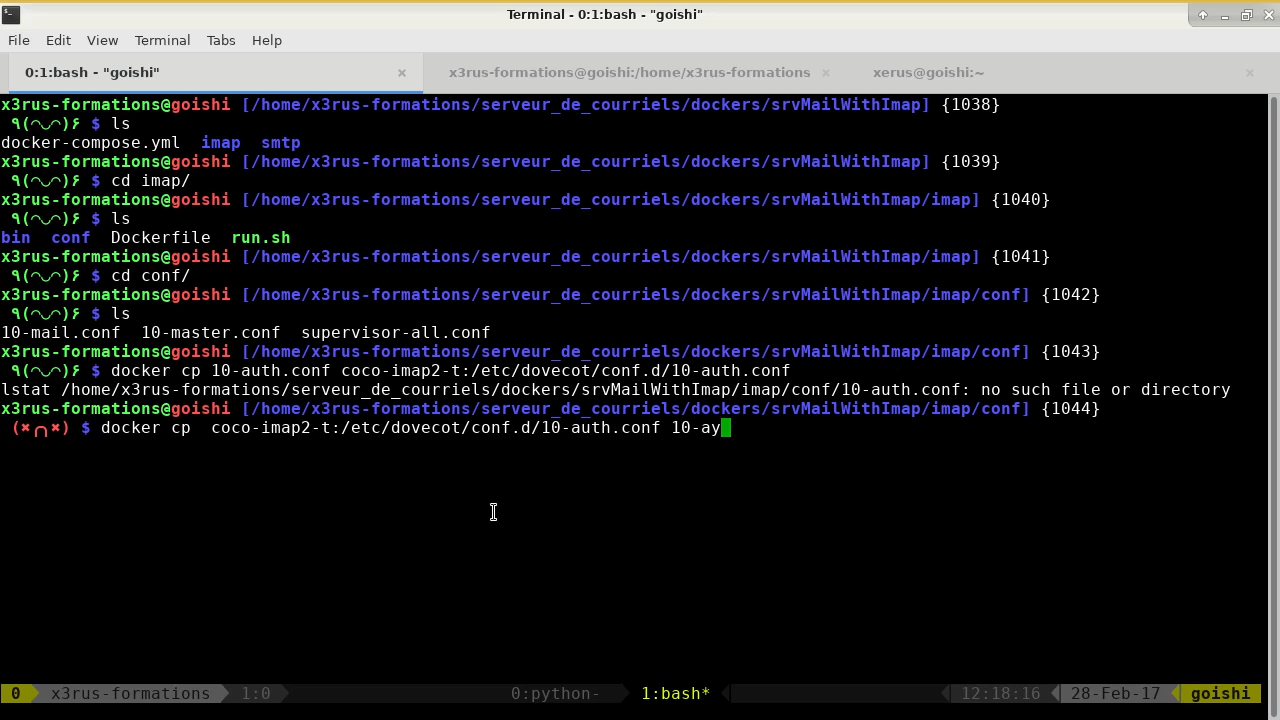 Terminal - 0:1:bash - "goishi"
File Edit View Terminal Tabs Help
0:1:bash - "goishi" x3rus-formations@goishi:/home/x3rus-formations xerus@goishi:~
x3rus-formations@goishi [/home/x3rus-formations/serveur_de_courriels/dockers/srvMailWithImap] {1038}
٩(◠◡◠)۶ $ ls
docker-compose.yml imap smtp
x3rus-formations@goishi [/home/x3rus-formations/serveur_de_courriels/dockers/srvMailWithImap] {1039}
٩(◠◡◠)۶ $ cd imap/
x3rus-formations@goishi [/home/x3rus-formations/serveur_de_courriels/dockers/srvMailWithImap/imap] {1040}
٩(◠◡◠)۶ $ ls
bin conf Dockerfile run.sh
x3rus-formations@goishi [/home/x3rus-formations/serveur_de_courriels/dockers/srvMailWithImap/imap] {1041}
٩(◠◡◠)۶ $ cd conf/
x3rus-formations@goishi [/home/x3rus-formations/serveur_de_courriels/dockers/srvMailWithImap/imap/conf] {1042}
٩(◠◡◠)۶ $ ls
10-mail.conf 10-master.conf supervisor-all.conf
x3rus-formations@goishi [/home/x3rus-formations/serveur_de_courriels/dockers/srvMailWithImap/imap/conf] {1043}
٩(◠◡◠)۶ $ docker cp 10-auth.conf coco-imap2-t:/etc/dovecot/conf.d/10-auth.conf
lstat /home/x3rus-formations/serveur_de_courriels/dockers/srvMailWithImap/imap/conf/10-auth.conf: no such file or directory
x3rus-formations@goishi [/home/x3rus-formations/serveur_de_courriels/dockers/srvMailWithImap/imap/conf] {1044}
(✖╭╮✖) $ docker cp  coco-imap2-t:/etc/dovecot/conf.d/10-auth.conf 10-ay
0 x3rus-formations 1:0 0:python- 1:bash* 12:18:16 28-Feb-17 goishi